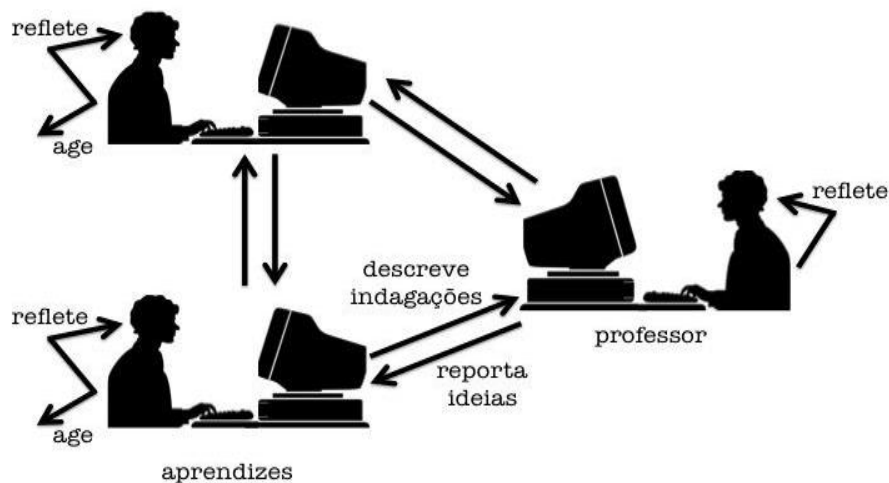 reflete
age
reflete
descreve
indagações
professor
reflete
reporta
ideias
age
aprendizes